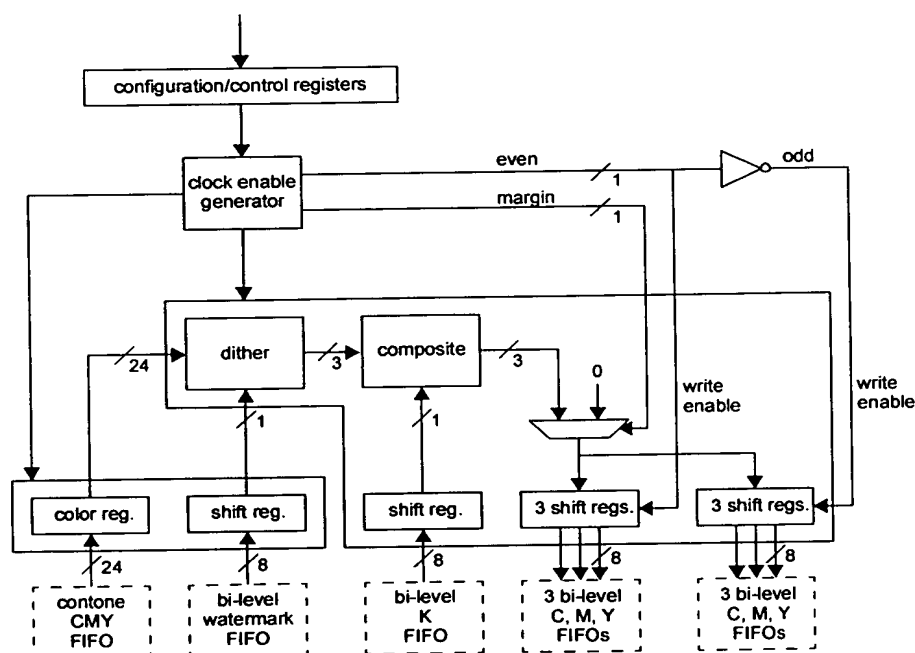 configuration/control registers
clock enable
generator
even
1
odd
margin
1
dither
composite
24
3
3
0
write
enable
write
enable
1
1
color reg.
shift reg.
shift reg.
3 shift regs.
3 shift regs.
24
8
8
8
8
contone
CMY
FIFO
bi-level
watermark
FIFO
bi-level
K
FIFO
3 bi-level
C, M, Y
FIFOs
3 bi-level
C, M, Y
FIFOs